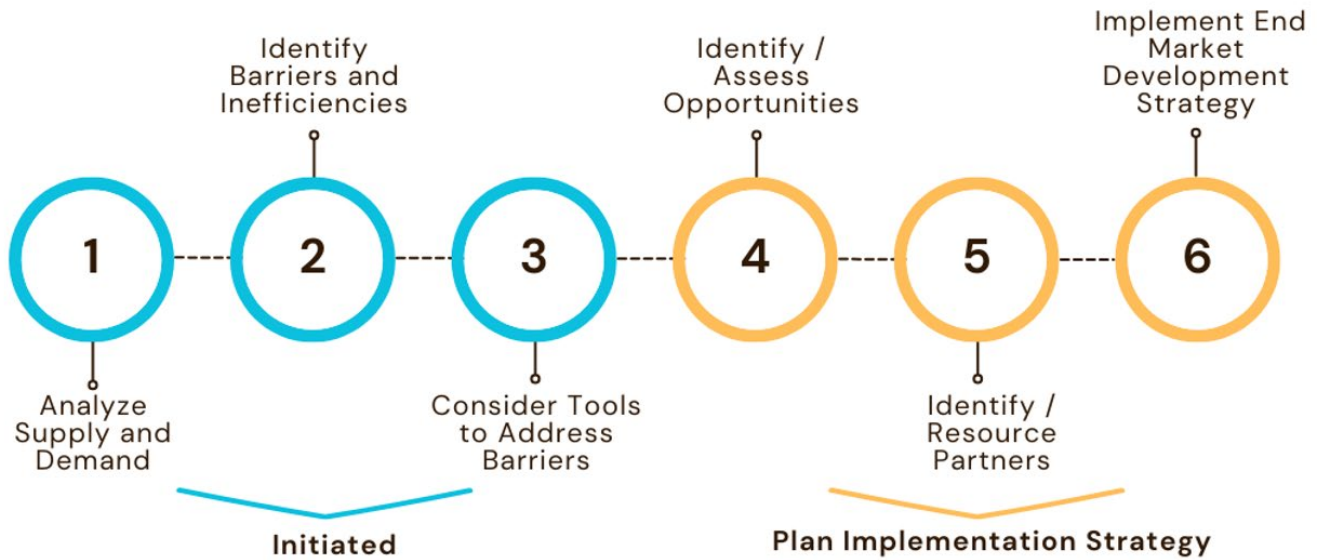 Identify
Barriers and
Inefficiencies
Identify /
Assess
Opportunities
Implement End
Market
Development
Strategy
1
2
3
4
5
6
Analyze
Supply and
Demand
Consider Tools
to Address
Barriers
Identify /
Resource
Partners
Initiated
Plan Implementation Strategy